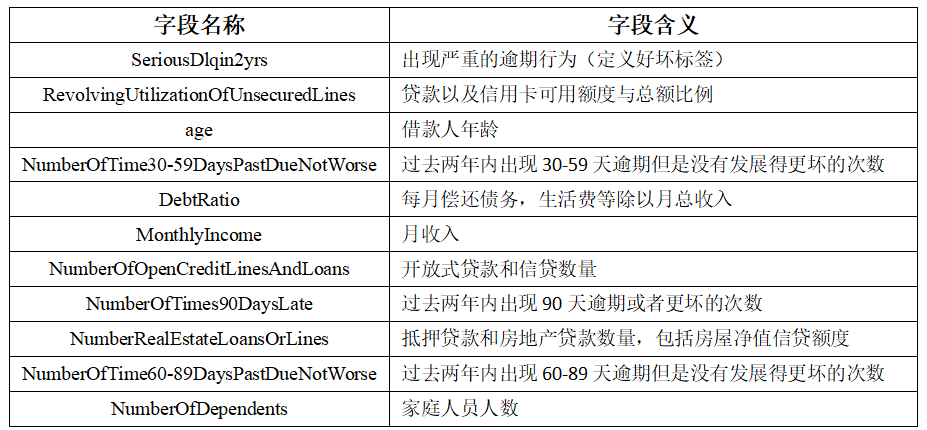 字段名称 字段含义
SeriousDlqin2yrs 出现严重的逾期行为（定义好坏标签）
RevolvingUtilizationOfUnsecuredLines 贷款以及信用卡可用额度与总额比例
age 借款人年龄
NumberOfTime30-59DaysPastDueNotWorse 过去两年内出现 30-59 天逾期但是没有发展得更坏的次数
DebtRatio 每月偿还债务，生活费等除以月总收入
MonthlyIncome 月收入
NumberOfOpenCreditLinesAndLoans 开放式贷款和信贷数量
NumberOfTimes90DaysLate 过去两年内出现 90 天逾期或者更坏的次数
NumberRealEstateLoansOrLines 抵押贷款和房地产贷款数量，包括房屋净值信贷额度
NumberOfTime60-89DaysPastDueNotWorse 过去两年内出现 60-89 天逾期但是没有发展得更坏的次数
NumberOfDependents 家庭人员人数